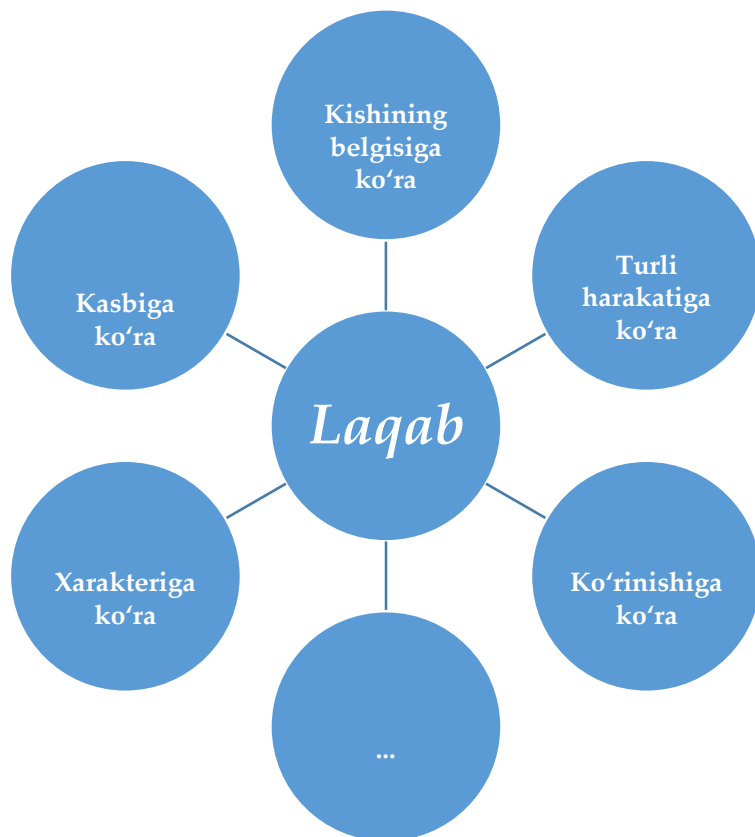 Kishining
belgisiga
ko‘ra
Turli
harakatiga
ko‘ra
Kasbiga
ko‘ra
Laqab
Xarakteriga
ko‘ra
Ko‘rinishiga
ko‘ra
...